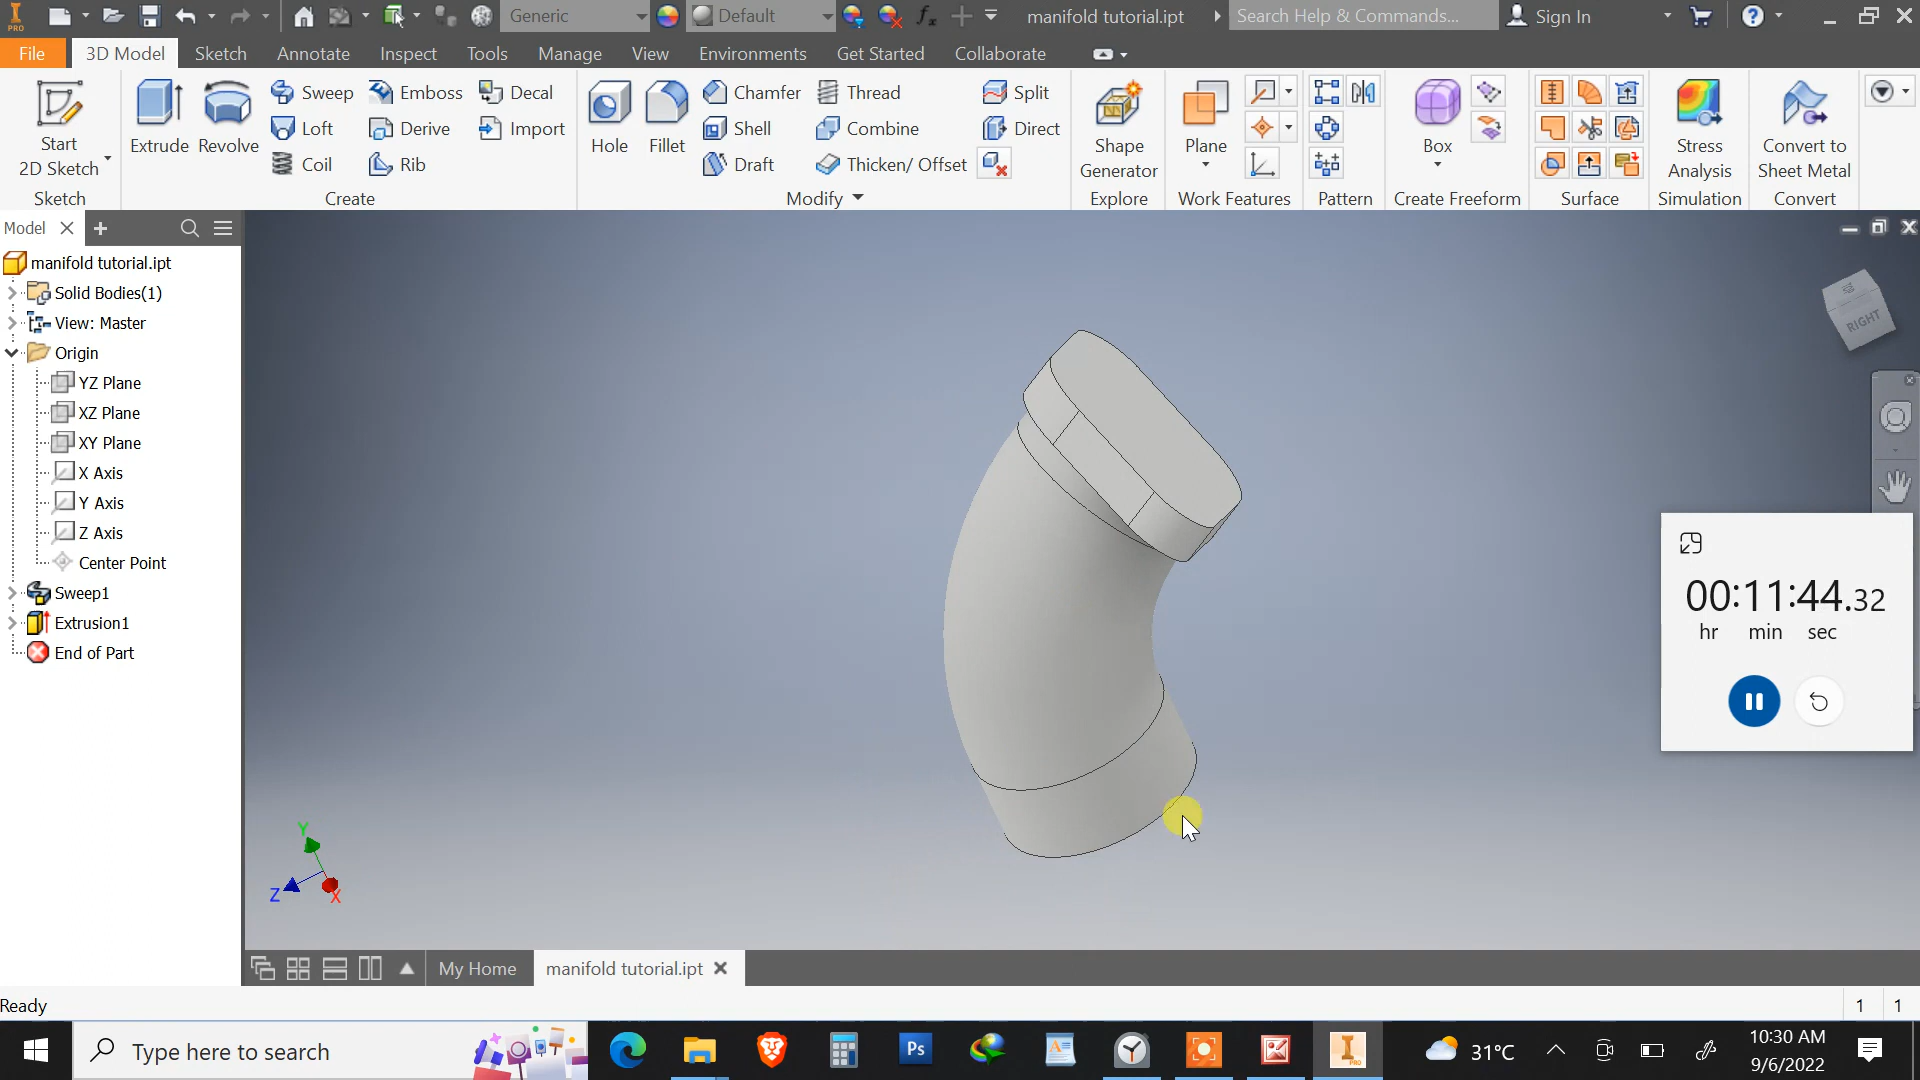 PRO
Generic
Default
manifold tutorial.ipt
Search Help & Commands...
Sign In
File
3D Model
Sketch
Annotate
Inspect
Tools
Manage
View
Environments
Get Started
Collaborate
Start
2D Sketch
Extrude
Revolve
Sweep
Loft
Coil
Emboss
Derive
Rib
Decal
Import
Hole
Fillet
Chamfer
Shell
Draft
Thread
Combine
Thicken/ Offset
Split
Direct
Shape
Generator
Plane
Box
Stress
Analysis
Convert to
Sheet Metal
Sketch
Create
Modify
Explore
Work Features
Pattern
Create Freeform
Surface
Simulation
Convert
Model
manifold tutorial.ipt
Solid Bodies(1)
View: Master
Origin
YZ Plane
XZ Plane
XY Plane
X Axis
Y Axis
Z Axis
Center Point
Sweep1
Extrusion1
End of Part
RIGHT
00:11:44.32
hr min sec
Y
Z
X
My Home
manifold tutorial.ipt
Ready
1 1
Type here to search
Ps
PRO
31°C
10:30 AM
9/6/2022